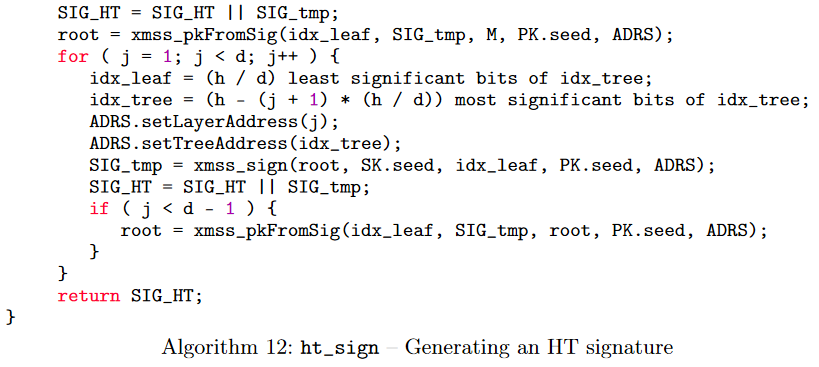 SIG_HT = SIG_HT || SIG_tmp;
root = xmss_pkFromSig(idx_leaf, SIG_tmp, M, PK.seed, ADRS);
for ( j = 1; j < d; j++ ) {
idx_leaf = (h / d) least significant bits of idx_tree;
idx_tree = (h - (j + 1) * (h / d)) most significant bits of idx_tree;
ADRS.setLayerAddress(j);
ADRS.setTreeAddress(idx_tree);
SIG_tmp = xmss_sign(root, SK.seed, idx_leaf, PK.seed, ADRS);
SIG_HT = SIG_HT || SIG_tmp;
if ( j < d - 1 ) {
root = xmss_pkFromSig(idx_leaf, SIG_tmp, root, PK.seed, ADRS);
}
}
return SIG_HT;
}
Algorithm 12: ht_sign – Generating an HT signature